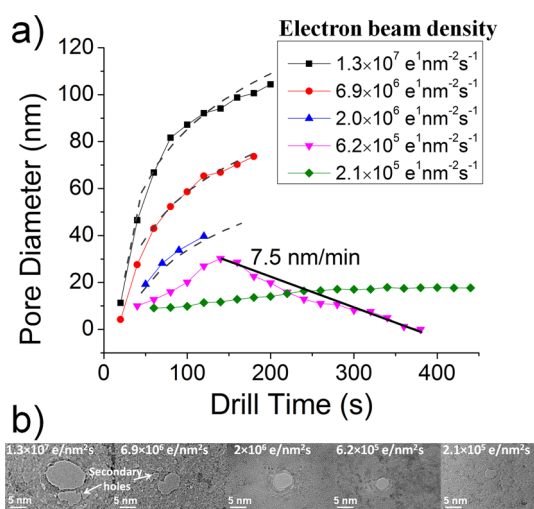 a)
Electron beam density
1.3×10⁷ e¹nm⁻²s⁻¹
6.9×10⁶ e¹nm⁻²s⁻¹
2.0×10⁶ e¹nm⁻²s⁻¹
6.2×10⁵ e¹nm⁻²s⁻¹
2.1×10⁵ e¹nm⁻²s⁻¹
120
100
80
60
40
20
0
Pore Diameter (nm)
7.5 nm/min
0 100 200 300 400
Drill Time (s)
b)
1.3×10⁷ e/nm²s 6.9×10⁶ e/nm²s 2×10⁶ e/nm²s 6.2×10⁵ e/nm²s 2.1×10⁵ e/nm²s
Secondary
holes
5 nm 5 nm 5 nm 5 nm 5 nm